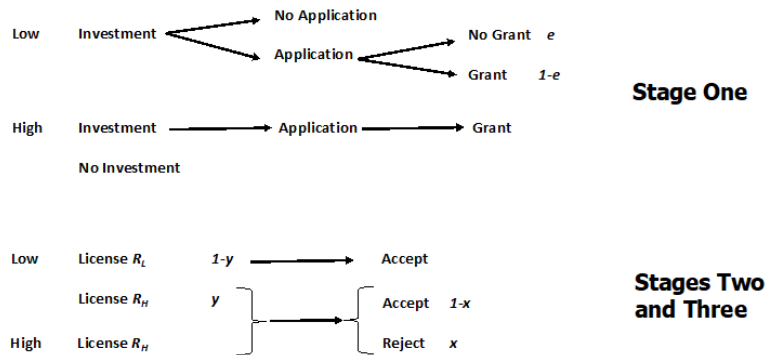 No Application
Low Investment
No Grant e
Application
Grant 1-e
Stage One
High Investment Application Grant
No Investment
Low License R_L 1-y Accept
Stages Two
and Three
License R_H y
Accept 1-x
High License R_H Reject x